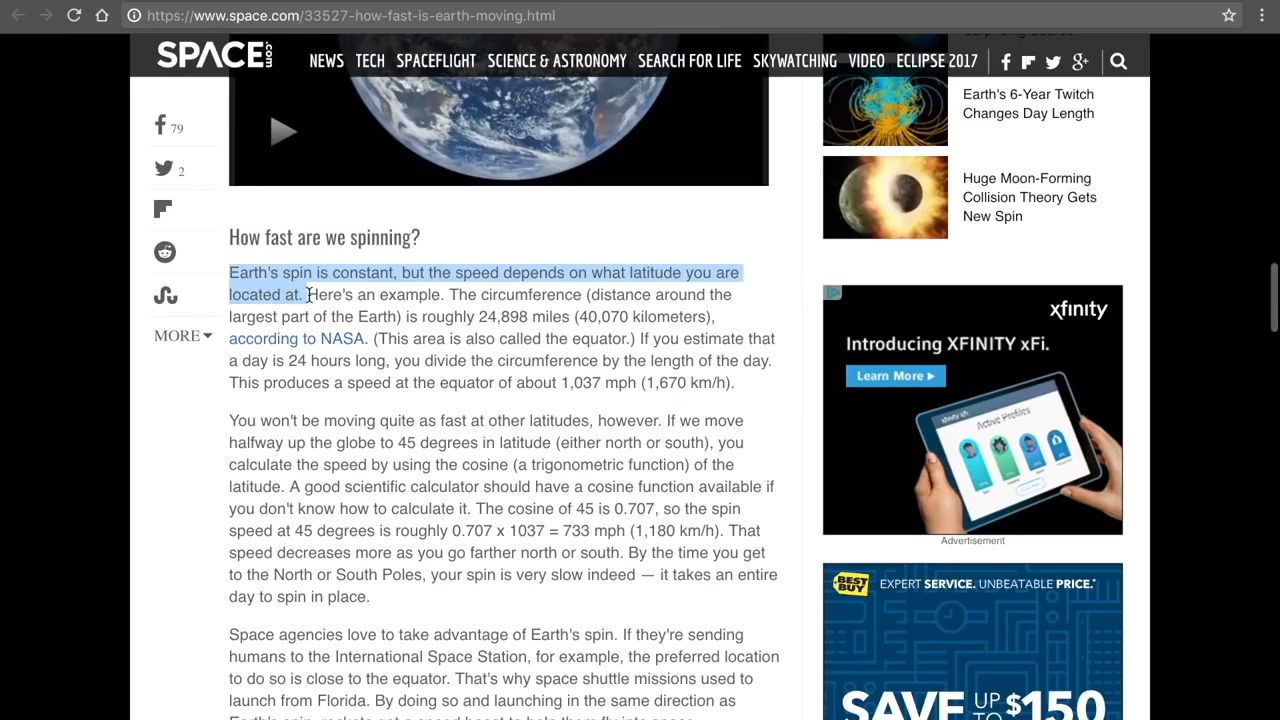 https://www.space.com/33527-how-fast-is-earth-moving.html
SPACE.com
NEWS TECH SPACEFLIGHT SCIENCE & ASTRONOMY SEARCH FOR LIFE SKYWATCHING VIDEO ECLIPSE 2017
79
2
MORE
How fast are we spinning?
Earth's spin is constant, but the speed depends on what latitude you are
located at. Here's an example. The circumference (distance around the
largest part of the Earth) is roughly 24,898 miles (40,070 kilometers),
according to NASA. (This area is also called the equator.) If you estimate that
a day is 24 hours long, you divide the circumference by the length of the day.
This produces a speed at the equator of about 1,037 mph (1,670 km/h).
You won't be moving quite as fast at other latitudes, however. If we move
halfway up the globe to 45 degrees in latitude (either north or south), you
calculate the speed by using the cosine (a trigonometric function) of the
latitude. A good scientific calculator should have a cosine function available if
you don't know how to calculate it. The cosine of 45 is 0.707, so the spin
speed at 45 degrees is roughly 0.707 x 1037 = 733 mph (1,180 km/h). That
speed decreases more as you go farther north or south. By the time you get
to the North or South Poles, your spin is very slow indeed — it takes an entire
day to spin in place.
Space agencies love to take advantage of Earth's spin. If they're sending
humans to the International Space Station, for example, the preferred location
to do so is close to the equator. That's why space shuttle missions used to
launch from Florida. By doing so and launching in the same direction as
Earth's 6-Year Twitch
Changes Day Length
Huge Moon-Forming
Collision Theory Gets
New Spin
xfinity
Introducing XFINITY xFi.
Learn More
Active Profiles
Advertisement
BEST BUY
EXPERT SERVICE. UNBEATABLE PRICE.*
SAVE UP TO $150